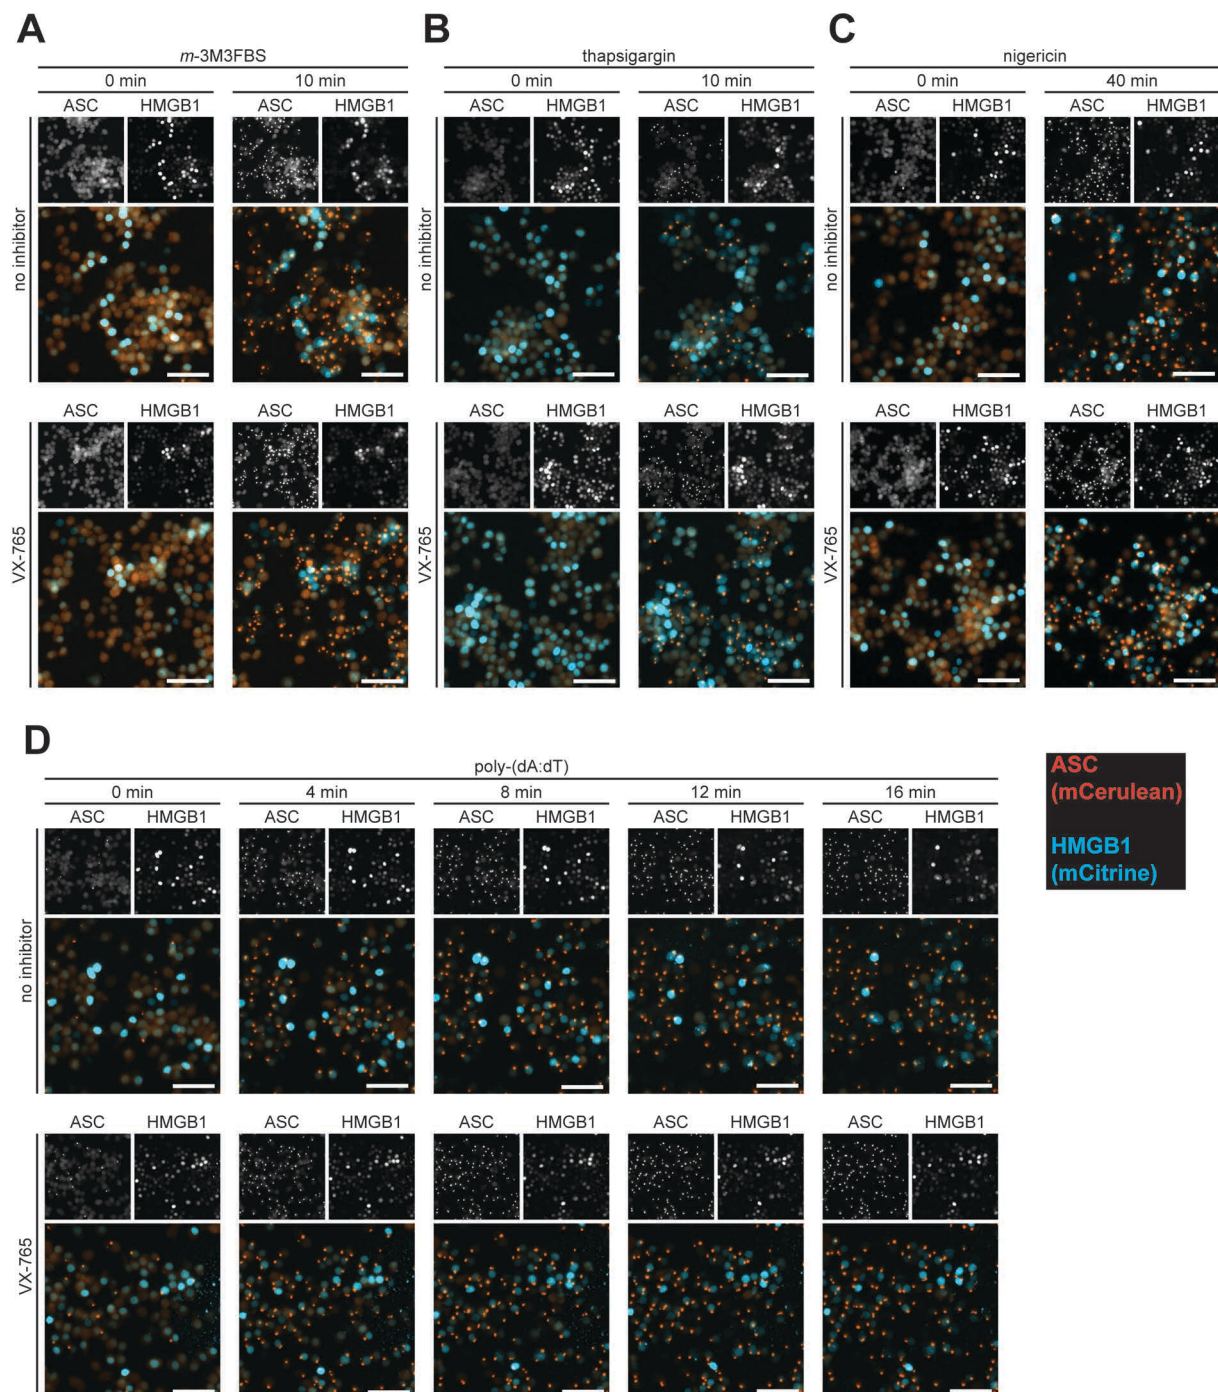 A
B
C
m-3M3FBS
thapsigargin
nigericin
0 min
10 min
0 min
10 min
0 min
40 min
ASC
HMGB1
ASC
HMGB1
ASC
HMGB1
ASC
HMGB1
ASC
HMGB1
ASC
HMGB1
no inhibitor
no inhibitor
no inhibitor
ASC
HMGB1
ASC
HMGB1
ASC
HMGB1
ASC
HMGB1
ASC
HMGB1
ASC
HMGB1
VX-765
VX-765
VX-765
D
poly-(dA:dT)
0 min
4 min
8 min
12 min
16 min
ASC
HMGB1
ASC
HMGB1
ASC
HMGB1
ASC
HMGB1
ASC
HMGB1
no inhibitor
ASC
HMGB1
ASC
HMGB1
ASC
HMGB1
ASC
HMGB1
ASC
HMGB1
VX-765
ASC
(mCerulean)
HMGB1
(mCitrine)